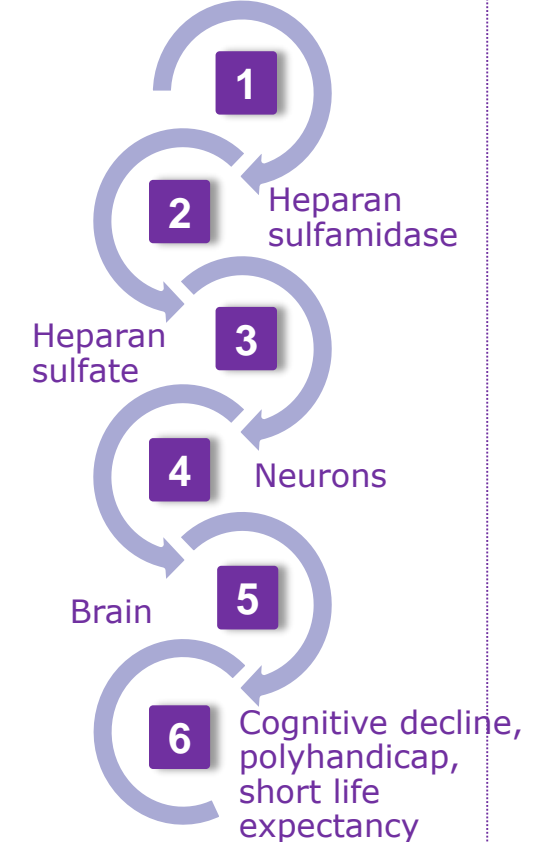 1
2
Heparan
sulfamidase
Heparan
sulfate
3
4
Neurons
Brain
5
6
Cognitive decline,
polyhandicap,
short life
expectancy